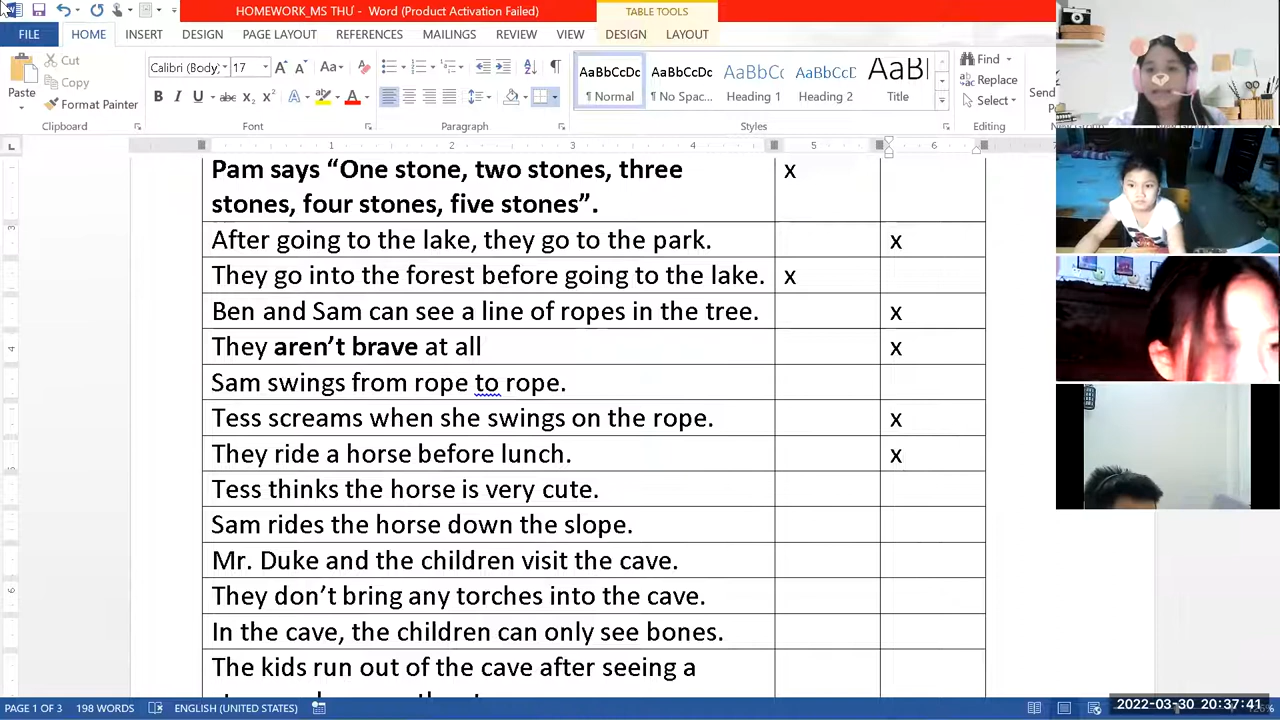 HOMEWORK_MS THƯ - Word (Product Activation Failed)
TABLE TOOLS
FILE HOME INSERT DESIGN PAGE LAYOUT REFERENCES MAILINGS REVIEW VIEW DESIGN LAYOUT
Paste
Cut
Copy
Format Painter
Calibri (Body) 17
AaBbCcDc AaBbCcDc AaBbCc AaBbCcD AaBb
¶ Normal ¶ No Spac... Heading 1 Heading 2 Title
Find
Replace
Select
Send
Clipboard Font Paragraph Styles Editing
1 2 3 4 5 6
Pam says “One stone, two stones, three x
stones, four stones, five stones”.
After going to the lake, they go to the park. x
They go into the forest before going to the lake. x
Ben and Sam can see a line of ropes in the tree. x
They aren’t brave at all x
Sam swings from rope to rope.
Tess screams when she swings on the rope. x
They ride a horse before lunch. x
Tess thinks the horse is very cute.
Sam rides the horse down the slope.
Mr. Duke and the children visit the cave.
They don’t bring any torches into the cave.
In the cave, the children can only see bones.
The kids run out of the cave after seeing a
PAGE 1 OF 3 198 WORDS ENGLISH (UNITED STATES)
2022-03-30 20:37:41